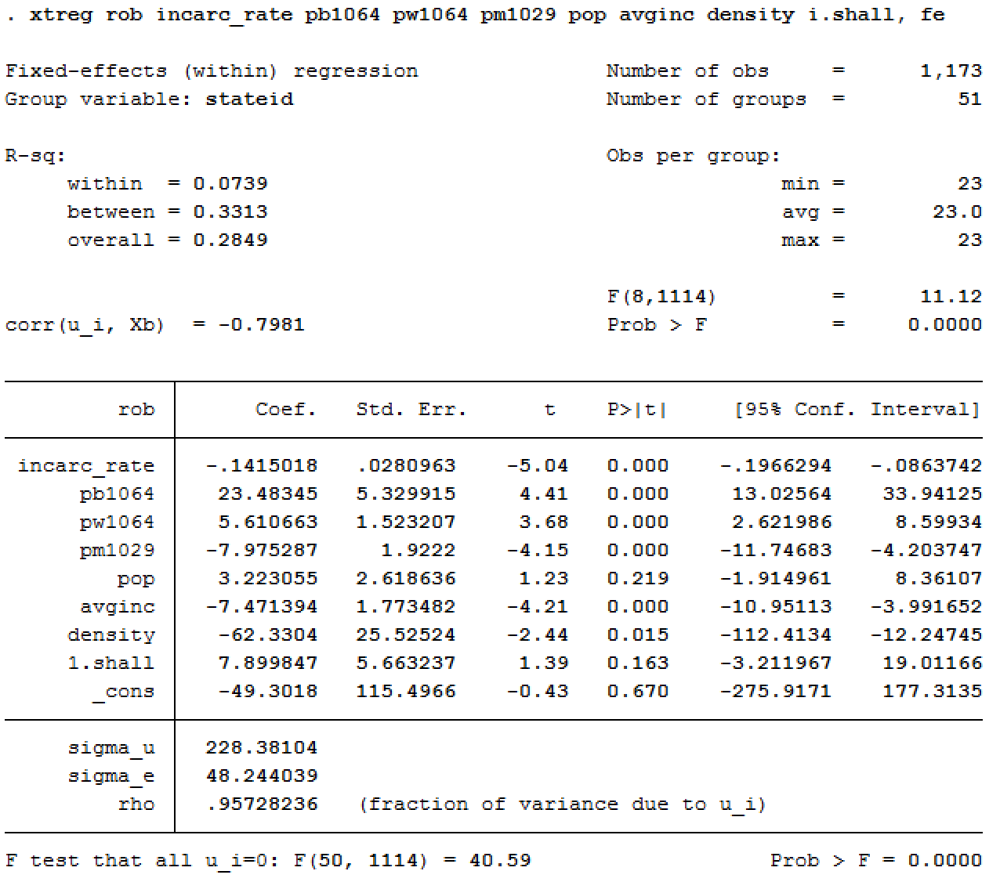 . xtreg rob incarc_rate pb1064 pw1064 pm1029 pop avginc density i.shall, fe
Fixed-effects (within) regression Number of obs = 1,173
Group variable: stateid Number of groups = 51
R-sq: Obs per group:
within = 0.0739 min = 23
between = 0.3313 avg = 23.0
overall = 0.2849 max = 23
F(8,1114) = 11.12
corr(u_i, Xb) = -0.7981 Prob > F = 0.0000
rob Coef. Std. Err. t P>|t| [95% Conf. Interval]
incarc_rate -.1415018 .0280963 -5.04 0.000 -.1966294 -.0863742
pb1064 23.48345 5.329915 4.41 0.000 13.02564 33.94125
pw1064 5.610663 1.523207 3.68 0.000 2.621986 8.59934
pm1029 -7.975287 1.9222 -4.15 0.000 -11.74683 -4.203747
pop 3.223055 2.618636 1.23 0.219 -1.914961 8.36107
avginc -7.471394 1.773482 -4.21 0.000 -10.95113 -3.991652
density -62.3304 25.52524 -2.44 0.015 -112.4134 -12.24745
1.shall 7.899847 5.663237 1.39 0.163 -3.211967 19.01166
_cons -49.3018 115.4966 -0.43 0.670 -275.9171 177.3135
sigma_u 228.38104
sigma_e 48.244039
rho .95728236 (fraction of variance due to u_i)
F test that all u_i=0: F(50, 1114) = 40.59 Prob > F = 0.0000